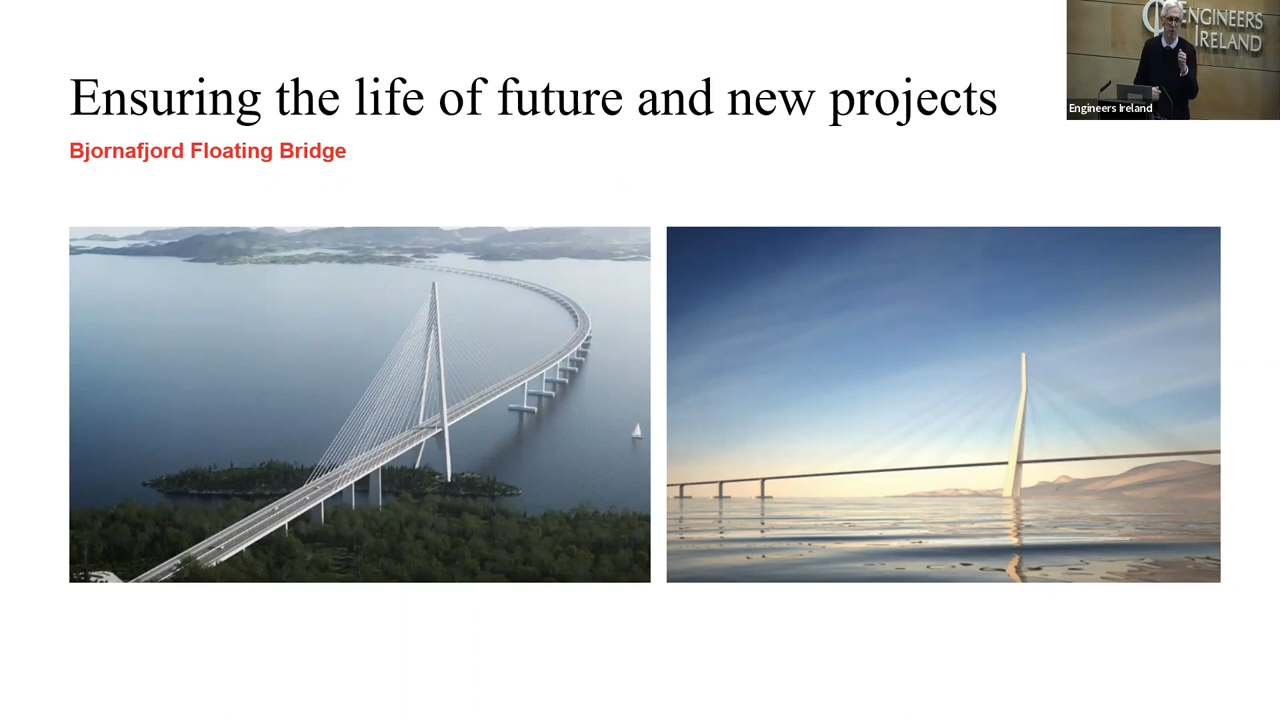 Ensuring the life of future and new projects
Bjornafjord Floating Bridge
ENGINEERS
IRELAND
Engineers Ireland